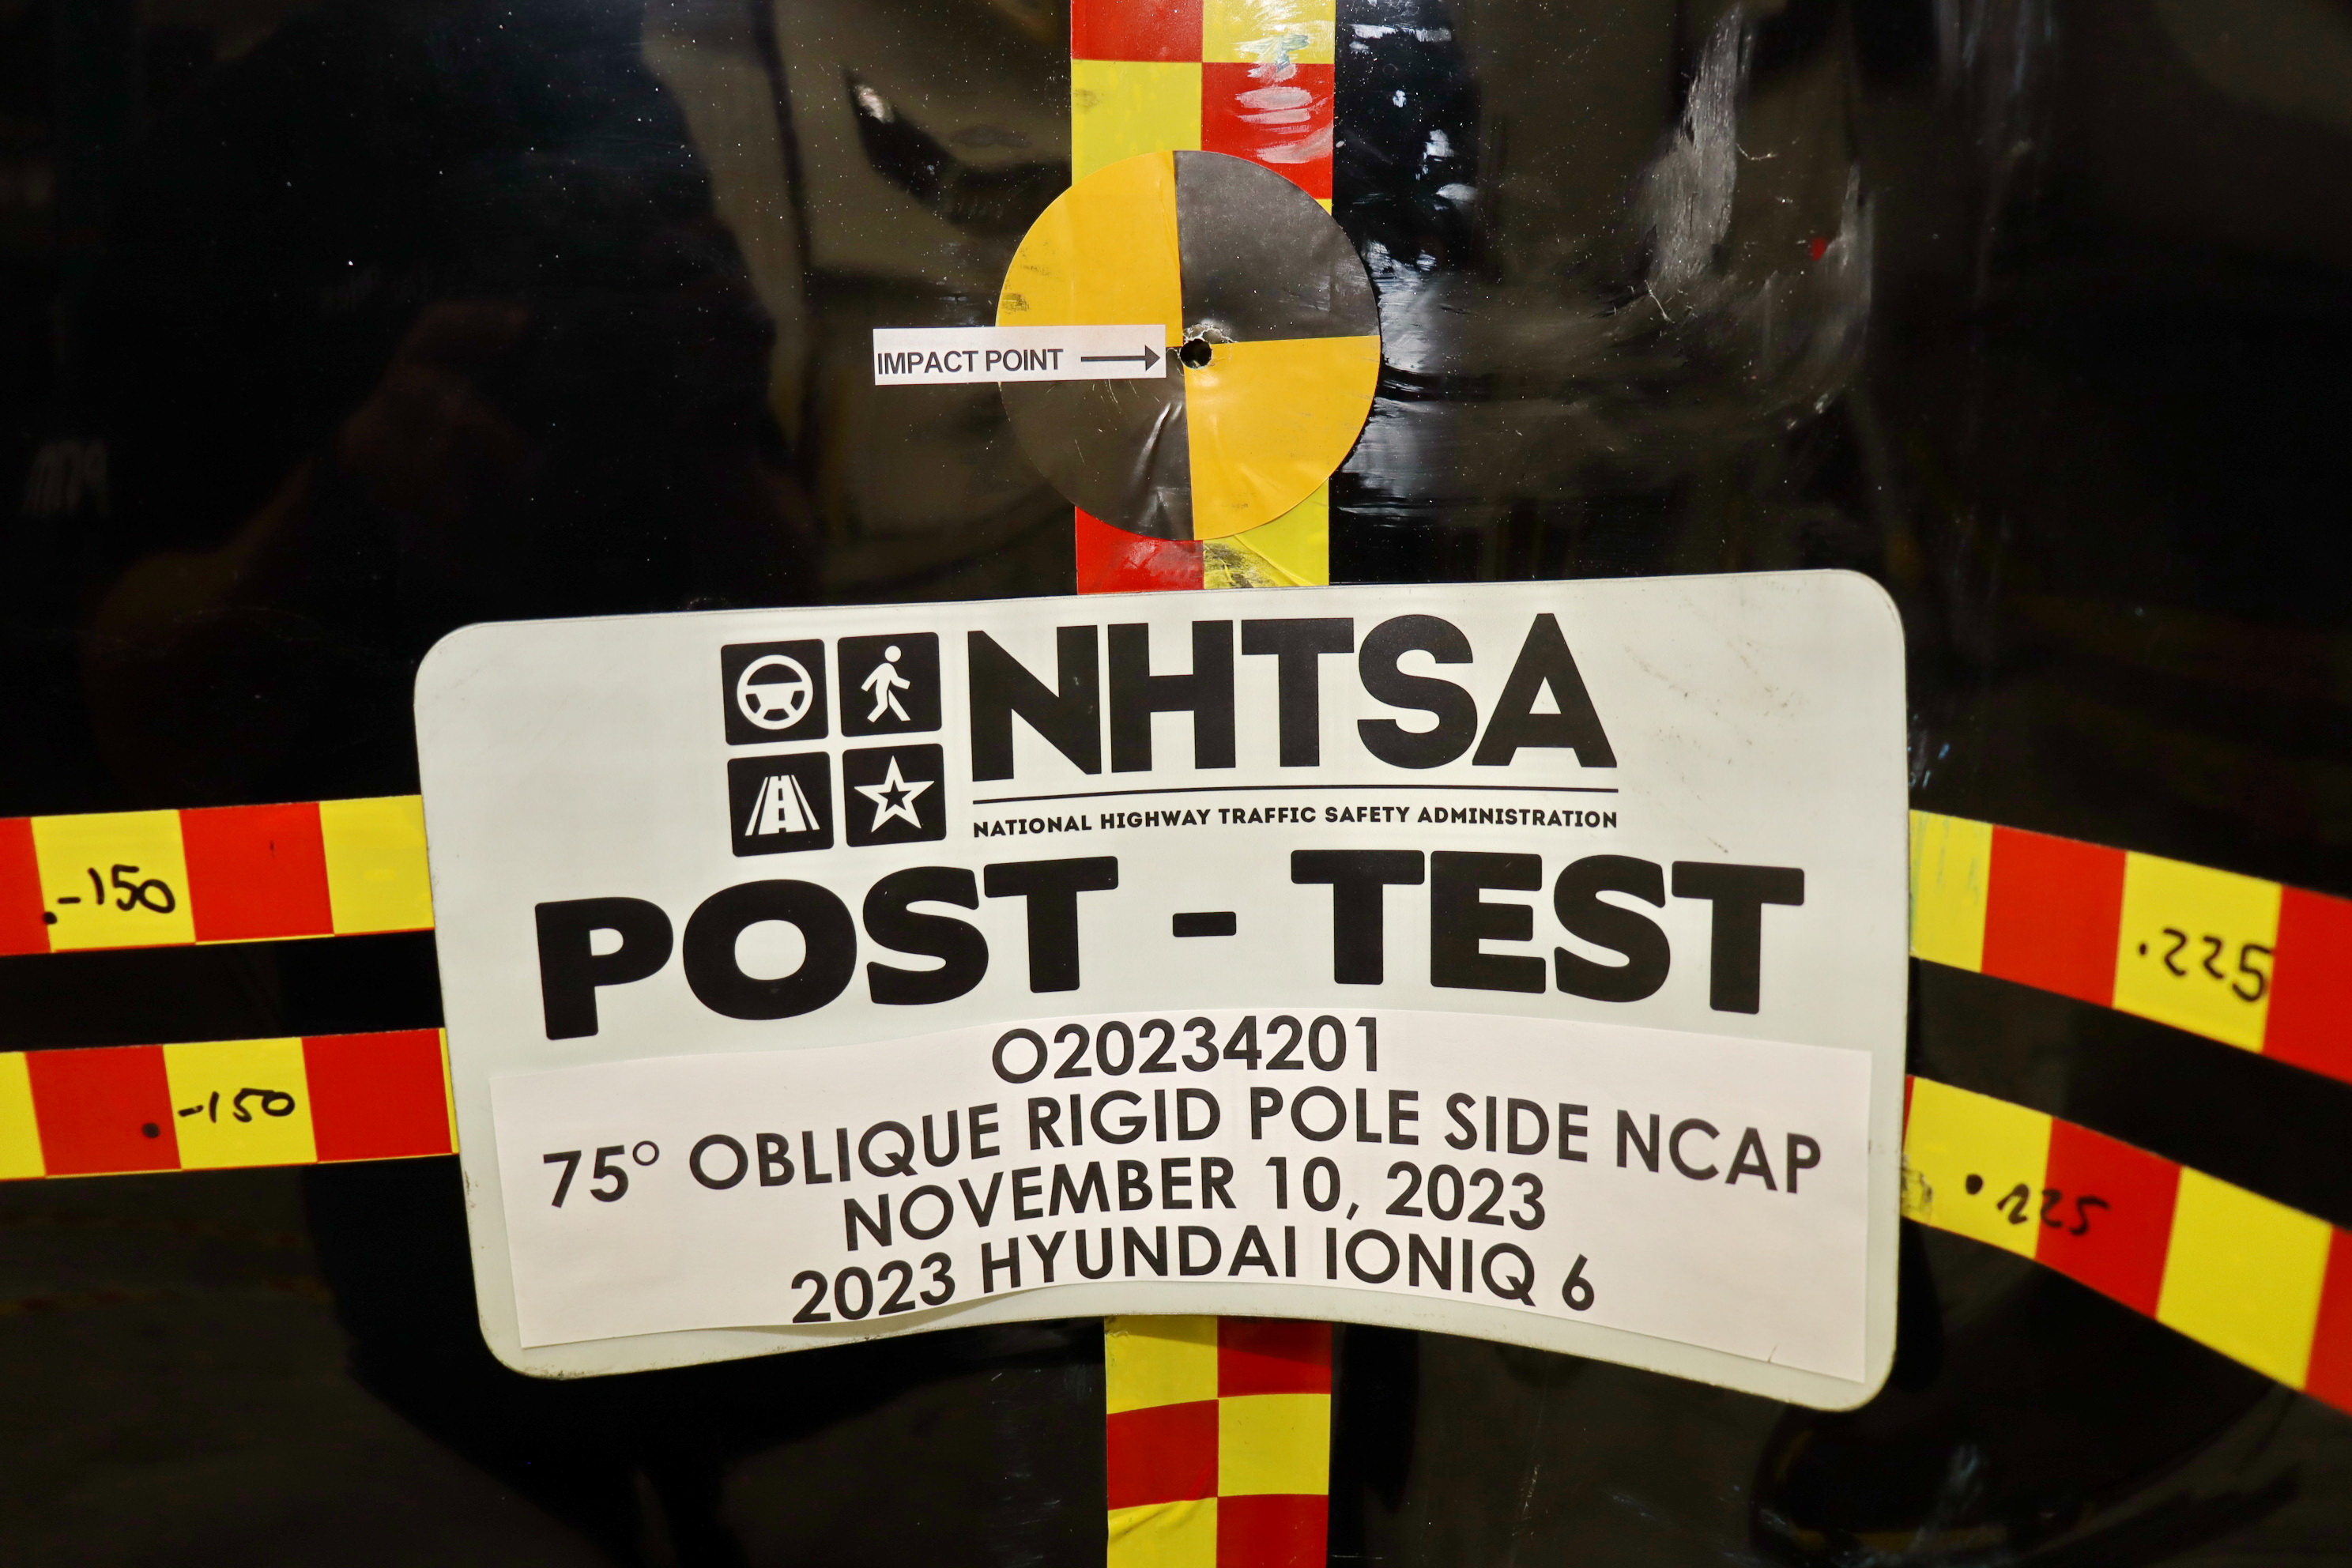 IMPACT POINT →
NHTSA
NATIONAL HIGHWAY TRAFFIC SAFETY ADMINISTRATION
POST - TEST
O20234201
75° OBLIQUE RIGID POLE SIDE NCAP
NOVEMBER 10, 2023
2023 HYUNDAI IONIQ 6
-150
.225
-150
225